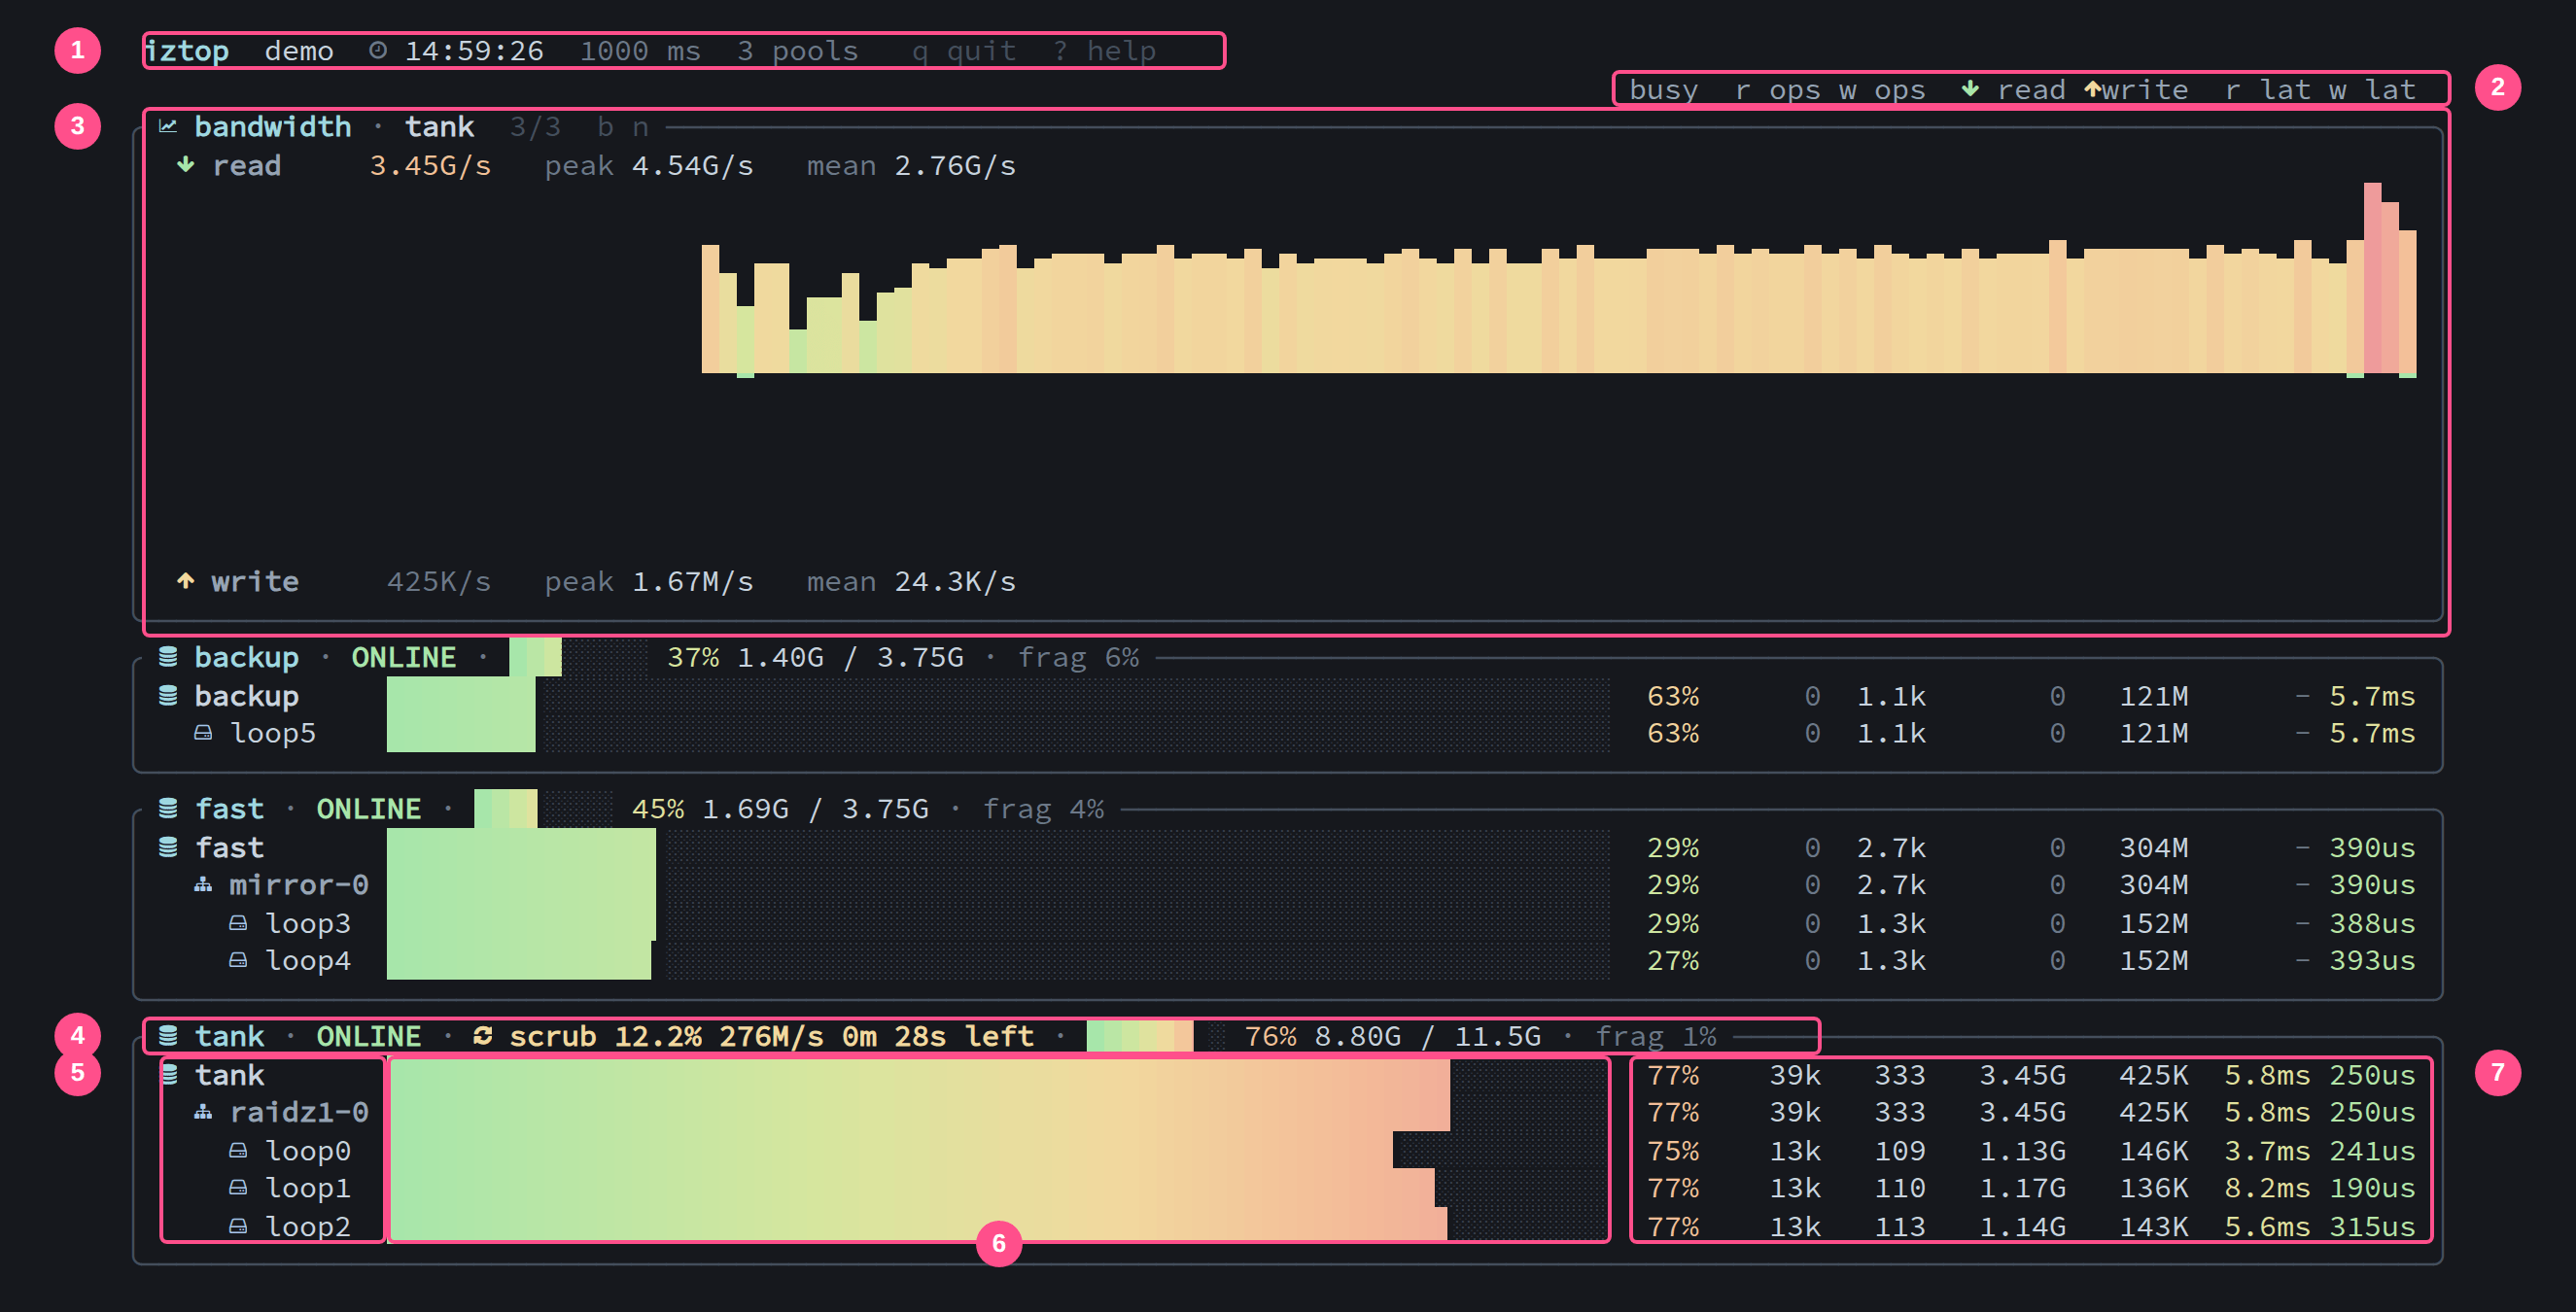 1 iztop demo 14:59:26 1000 ms 3 pools q quit ? help
busy r ops w ops ↓ read ↑write r lat w lat 2
3 bandwidth · tank 3/3 b n
↓ read 3.45G/s peak 4.54G/s mean 2.76G/s
↑ write 425K/s peak 1.67M/s mean 24.3K/s
backup · ONLINE · 37% 1.40G / 3.75G · frag 6%
backup 63% 0 1.1k 0 121M - 5.7ms
loop5 63% 0 1.1k 0 121M - 5.7ms
fast · ONLINE · 45% 1.69G / 3.75G · frag 4%
fast 29% 0 2.7k 0 304M - 390us
mirror-0 29% 0 2.7k 0 304M - 390us
loop3 29% 0 1.3k 0 152M - 388us
loop4 27% 0 1.3k 0 152M - 393us
4 tank · ONLINE · scrub 12.2% 276M/s 0m 28s left · 76% 8.80G / 11.5G · frag 1%
5 tank 77% 39k 333 3.45G 425K 5.8ms 250us 7
raidz1-0 77% 39k 333 3.45G 425K 5.8ms 250us
loop0 75% 13k 109 1.13G 146K 3.7ms 241us
loop1 77% 13k 110 1.17G 136K 8.2ms 190us
loop2 77% 13k 113 1.14G 143K 5.6ms 315us
6